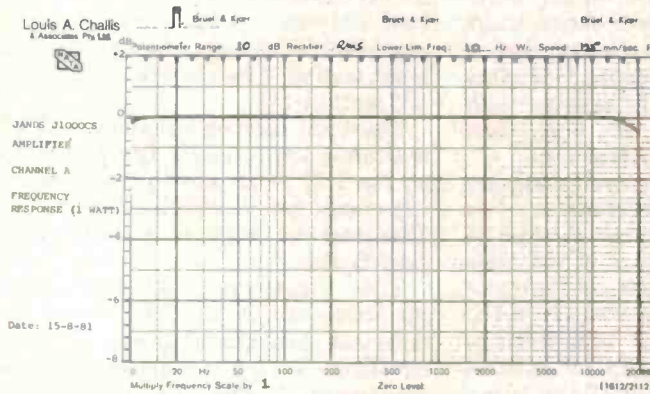 Louis A. Challis
& Associates Pty Ltd.
NATA
Brüel & Kjær Brüel & Kjær Brüel & Kjær
dB Potentiometer Range 10 dB Rectifier RMS Lower Lim. Freq. 10 Hz Wr. Speed 125 mm/sec. P
+2
0
JANDS J1000CS
AMPLIFIER
CHANNEL A
-2
FREQUENCY
RESPONSE (1 WATT)
-4
-6
Date: 15-8-81
-8
0 20 Hz 50 100 200 500 1000 2000 5000 10000 20000
Multiply Frequency Scale by 1 Zero Level: (1612/2112